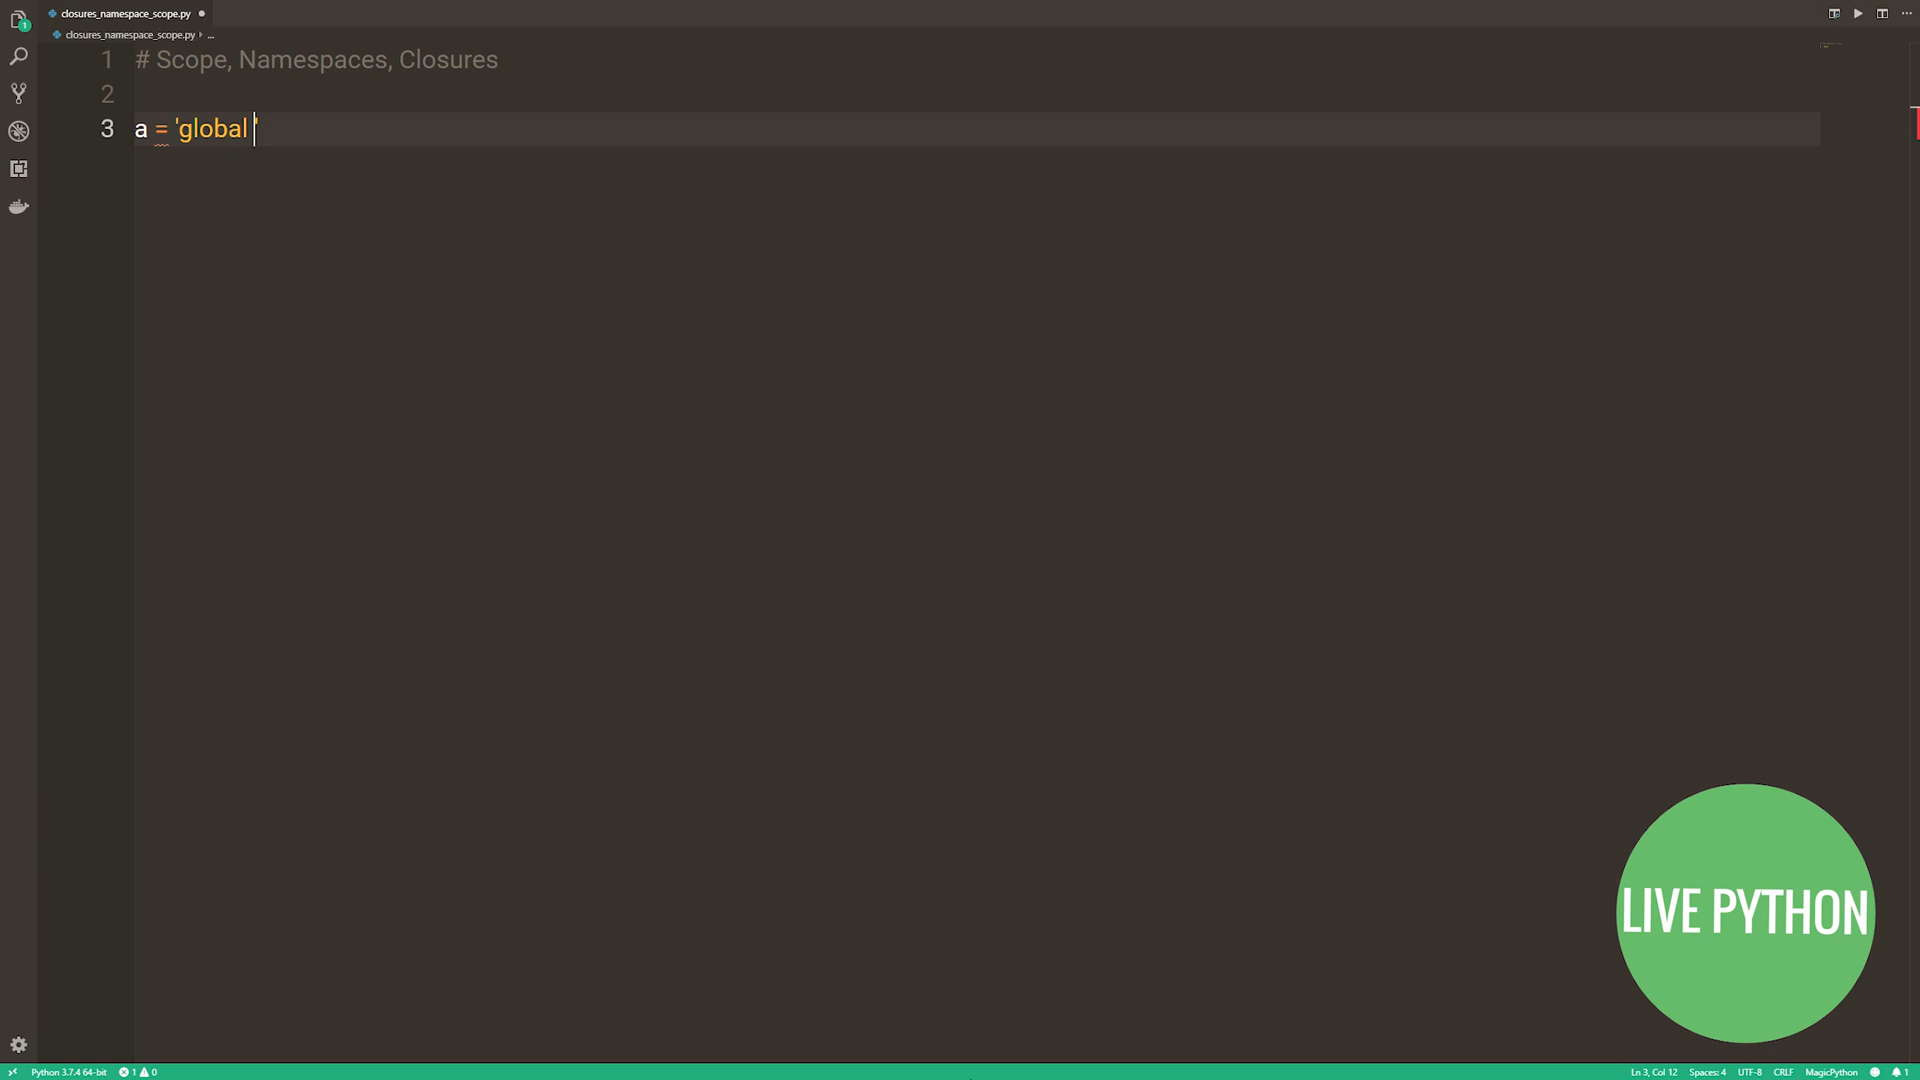 closures_namespace_scope.py
closures_namespace_scope.py › ...
1 # Scope, Namespaces, Closures
2
3 a = 'global '
1
LIVE PYTHON
Python 3.7.4 64-bit 1 0 Ln 3, Col 12 Spaces: 4 UTF-8 CRLF MagicPython 1